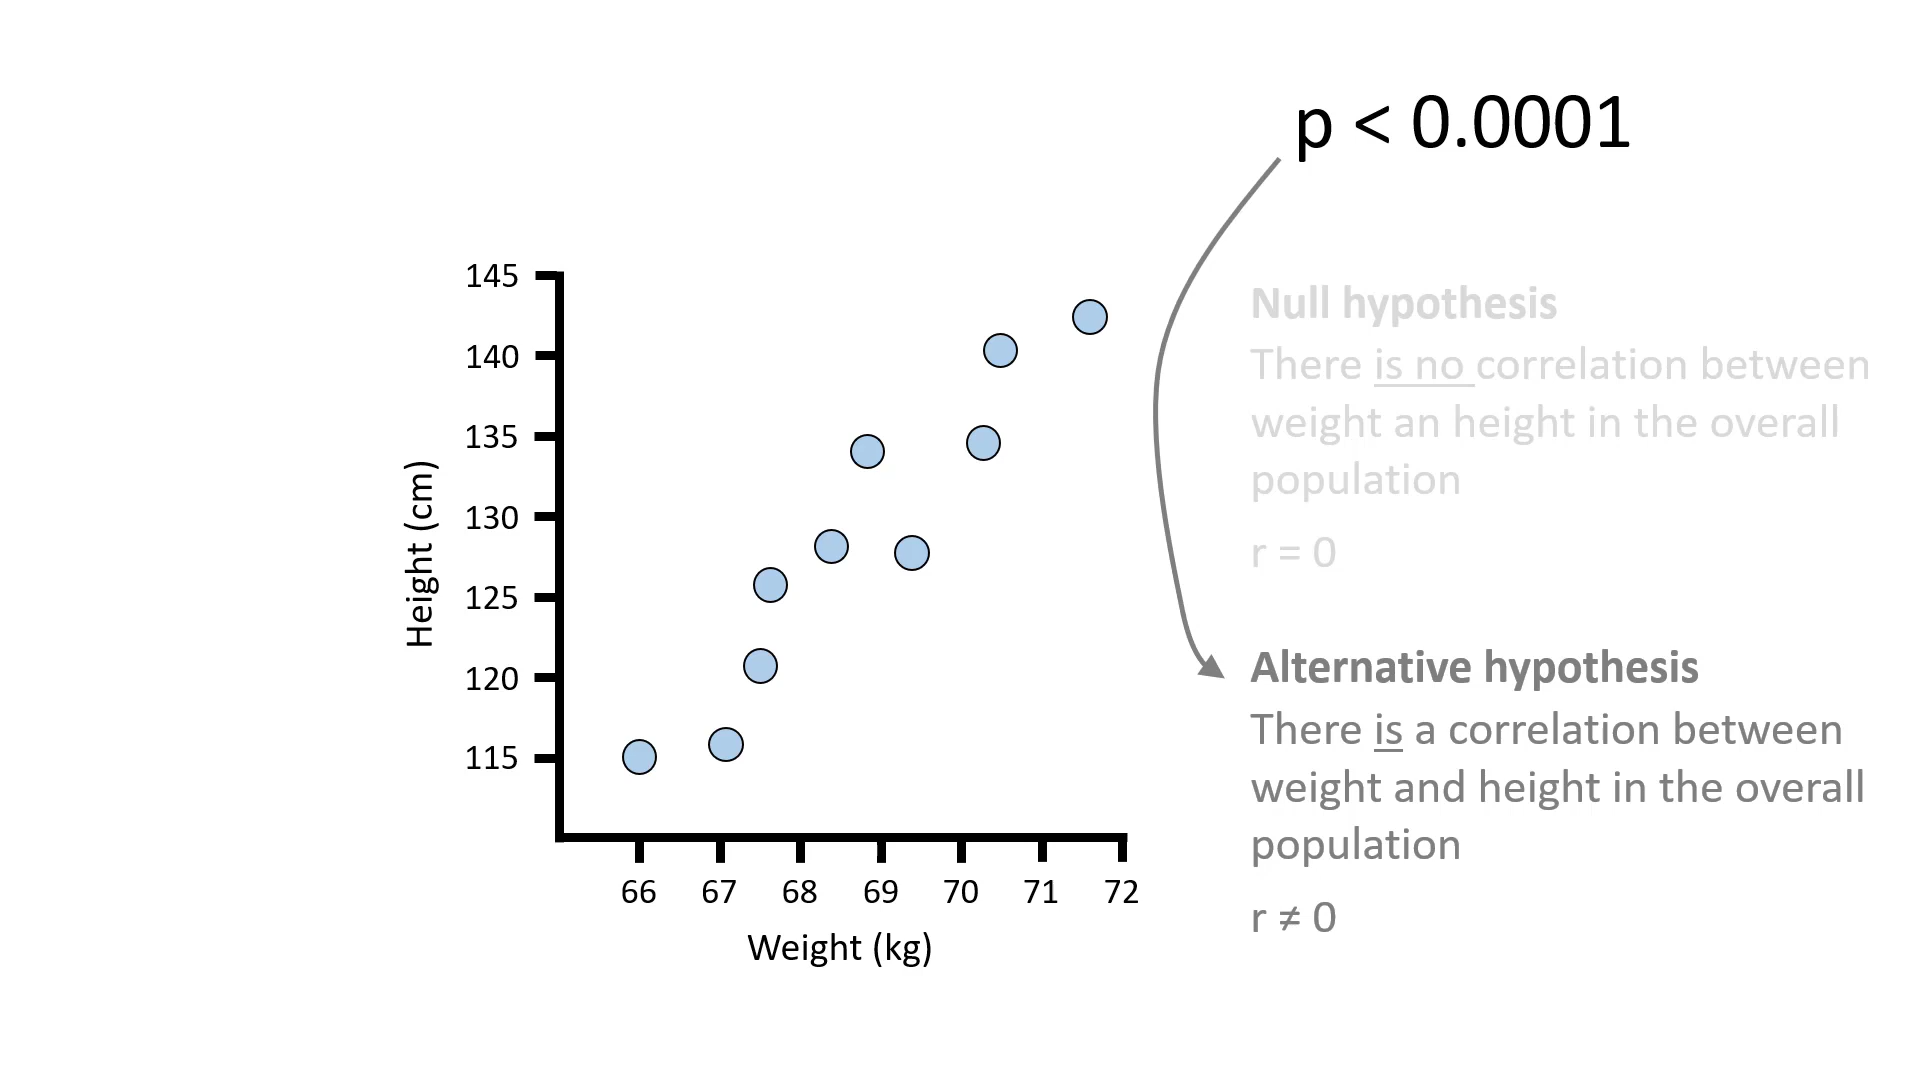 p < 0.0001
145
140
135
130
125
120
115
Height (cm)
66 67 68 69 70 71 72
Weight (kg)
Null hypothesis
There is no correlation between
weight an height in the overall
population
r = 0
Alternative hypothesis
There is a correlation between
weight and height in the overall
population
r ≠ 0